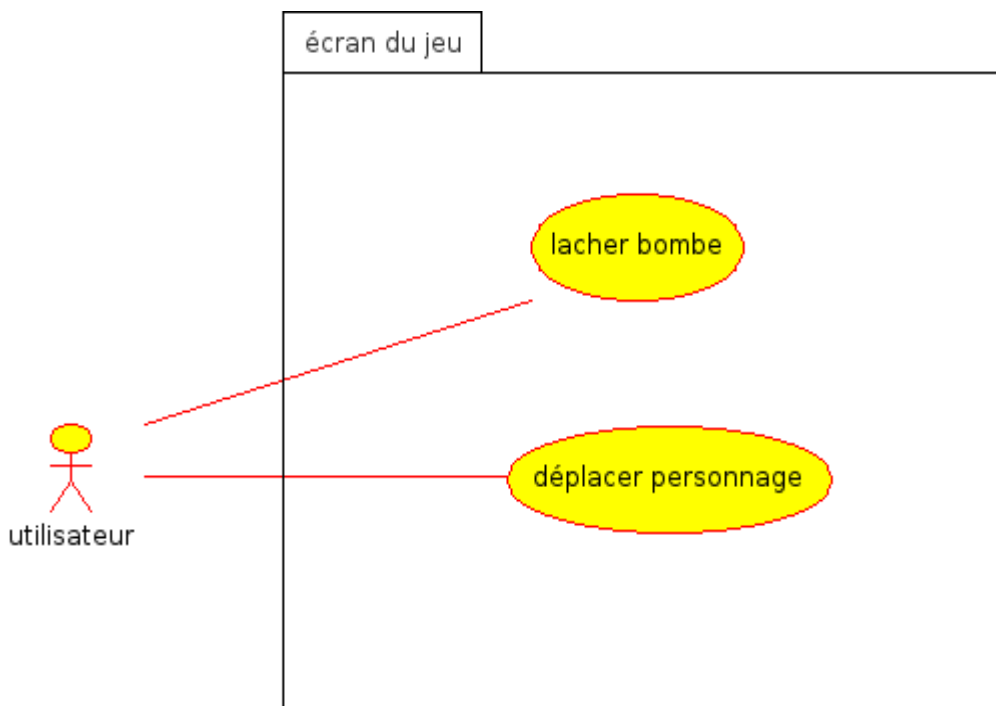 écran du jeu
lacher bombe
déplacer personnage
utilisateur